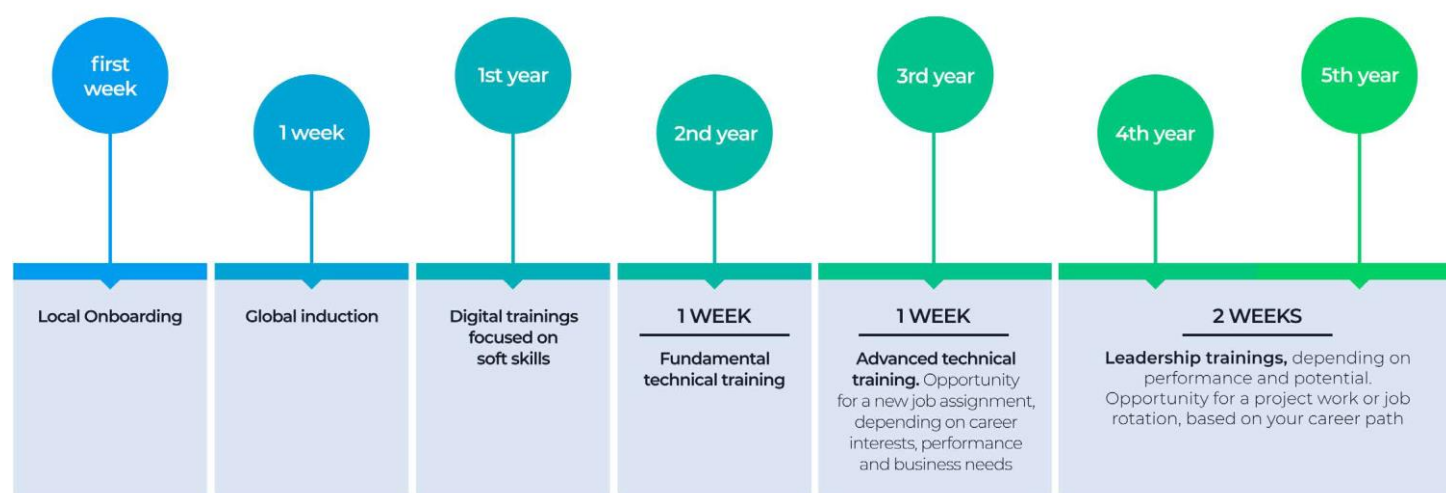 first
week
1 week
1st year
2nd year
3rd year
4th year
5th year
Local Onboarding
Global induction
Digital trainings
focused on
soft skills
1 WEEK
Fundamental
technical training
1 WEEK
Advanced technical
training. Opportunity
for a new job assignment,
depending on career
interests, performance
and business needs
2 WEEKS
Leadership trainings, depending on
performance and potential.
Opportunity for a project work or job
rotation, based on your career path